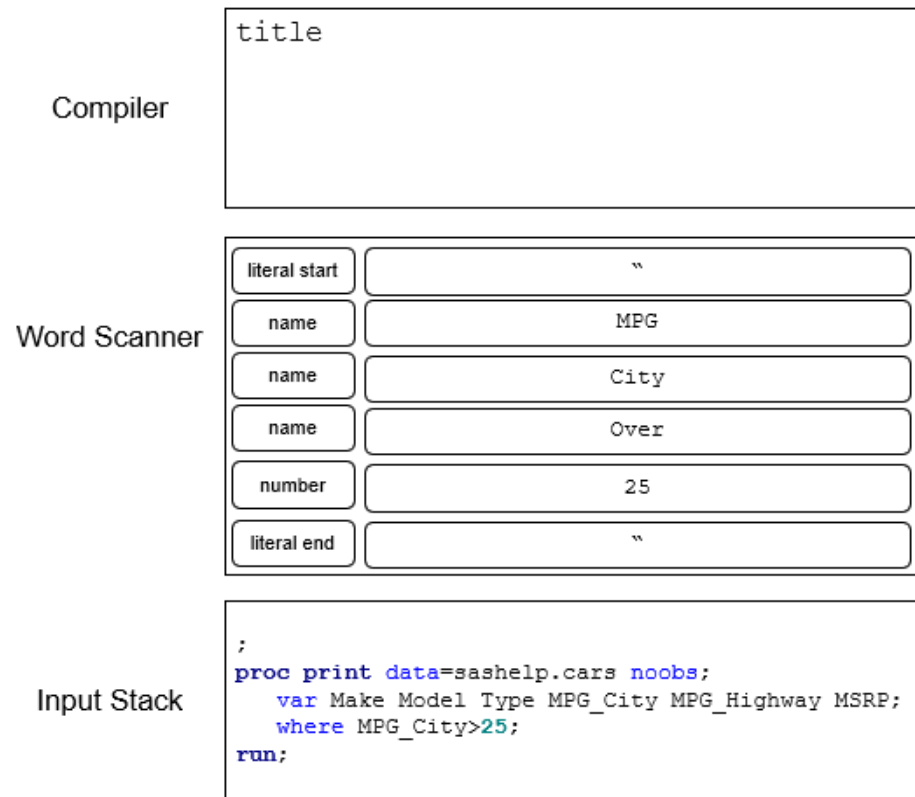 Compiler
title
Word Scanner
literal start "
name MPG
name City
name Over
number 25
literal end "
Input Stack
;
proc print data=sashelp.cars noobs;
var Make Model Type MPG_City MPG_Highway MSRP;
where MPG_City>25;
run;